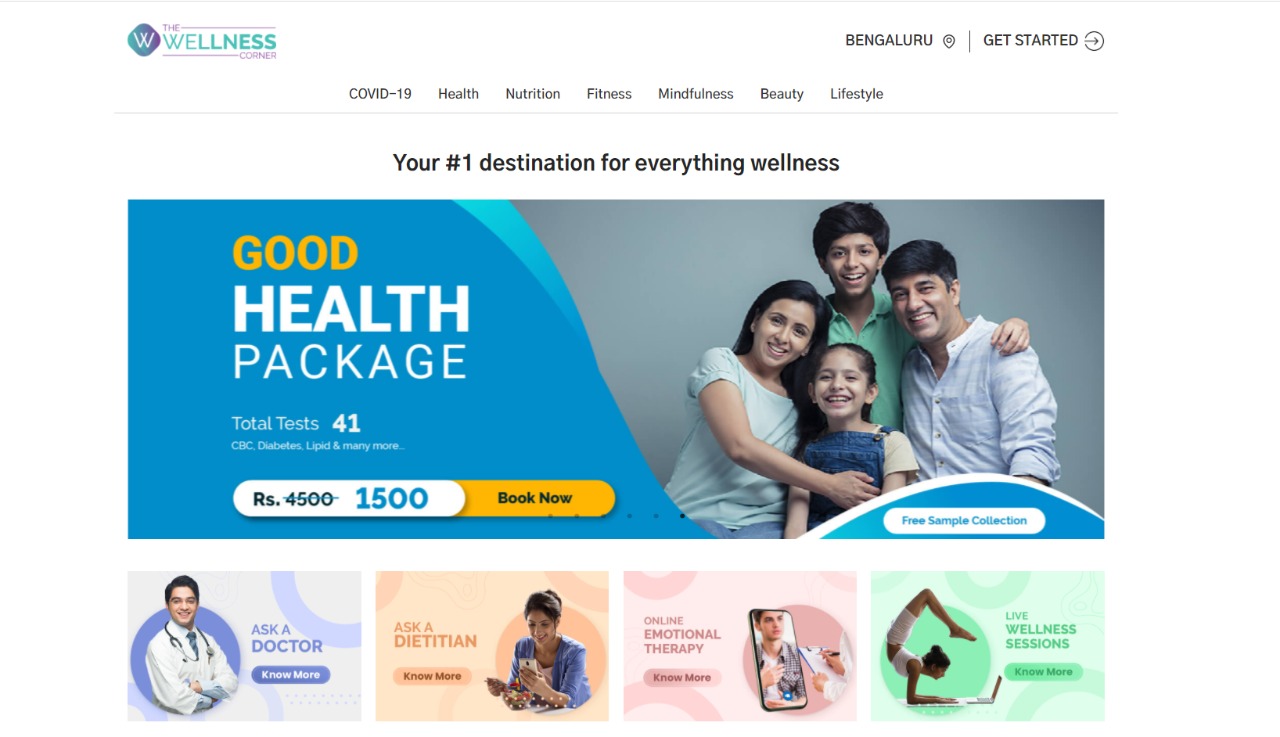 THE
WELLNESS
CORNER
BENGALURU
GET STARTED
COVID-19 Health Nutrition Fitness Mindfulness Beauty Lifestyle
Your #1 destination for everything wellness
GOOD
HEALTH
PACKAGE
Total Tests 41
CBC, Diabetes, Lipid & many more...
Rs. 4500 1500 Book Now
Free Sample Collection
ASK A
DOCTOR
Know More
ASK A
DIETITIAN
Know More
ONLINE
EMOTIONAL
THERAPY
Know More
LIVE
WELLNESS
SESSIONS
Know More